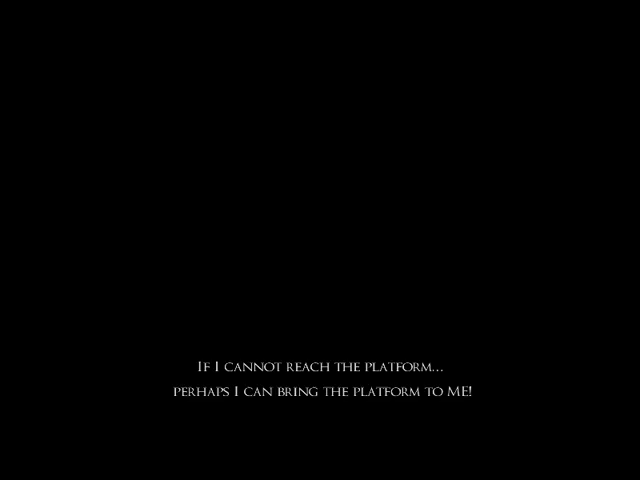 If I cannot reach the platform...
perhaps I can bring the platform to ME!